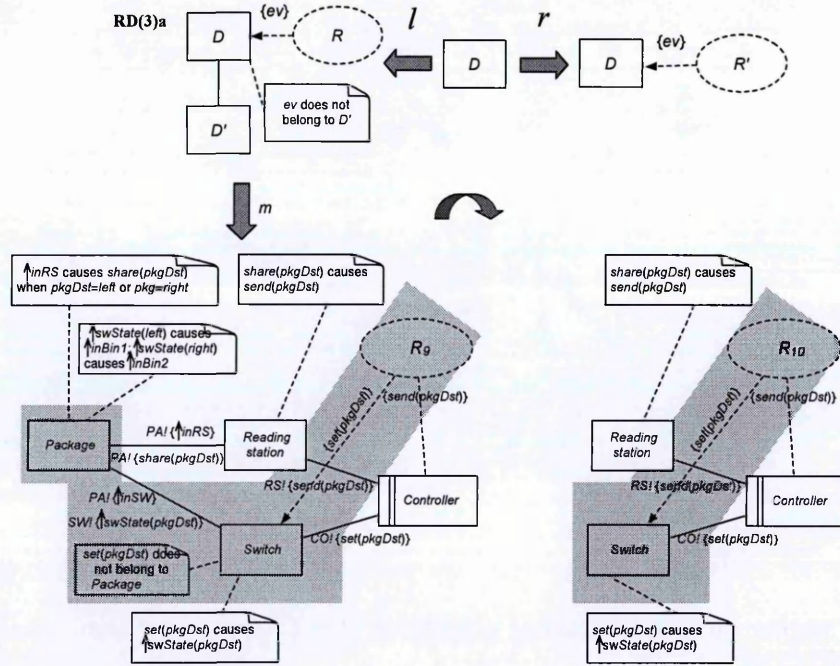 RD(3)a
D
{ev}
R
ev does not
belong to D'
D'
l
D
r
D
{ev}
R'
m
↑inRS causes share(pkgDst)
when pkgDst=left or pkg=right
↑swState(left) causes
↑inBin1; ↑swState(right)
causes ↑inBin2
share(pkgDst) causes
send(pkgDst)
R9
{set(pkgDst)}
{send(pkgDst)}
Package
PA! {↑inRS}
PA! {share(pkgDst)}
Reading
station
RS! {send(pkgDst)}
Controller
PA! {↑inSW}
SW! {↑swState(pkgDst)}
Switch
CO! {set(pkgDst)}
set(pkgDst) does
not belong to
Package
set(pkgDst) causes
↑swState(pkgDst)
share(pkgDst) causes
send(pkgDst)
R10
{set(pkgDst)}
{send(pkgDst)}
Reading
station
RS! {send(pkgDst)}
Controller
Switch
CO! {set(pkgDst)}
set(pkgDst) causes
↑swState(pkgDst)